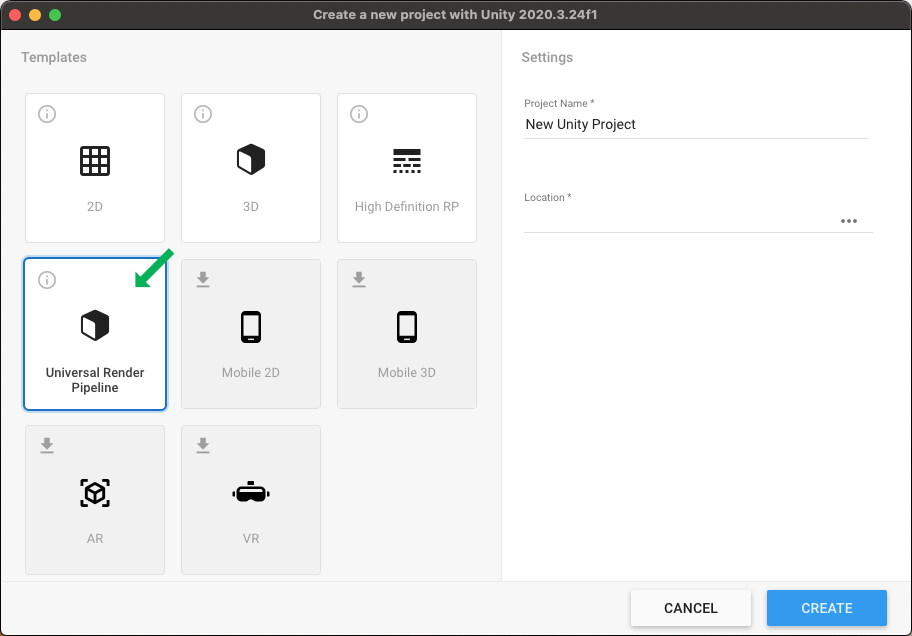 Create a new project with Unity 2020.3.24f1
Templates
Settings
2D
3D
High Definition RP
Project Name *
New Unity Project
Location *
Universal Render
Pipeline
Mobile 2D
Mobile 3D
AR
VR
CANCEL
CREATE